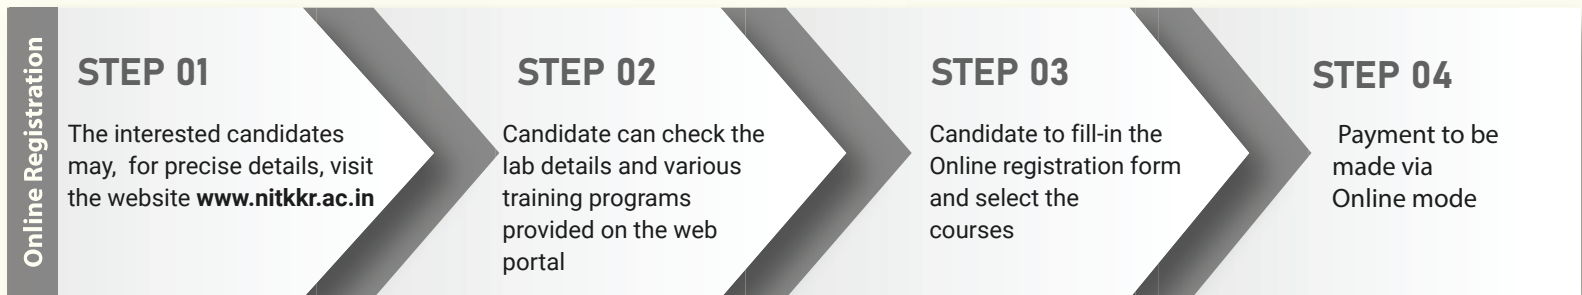 Online Registration
STEP 01
The interested candidates
may,  for precise details, visit
the website www.nitkkr.ac.in
STEP 02
Candidate can check the
lab details and various
training programs
provided on the web
portal
STEP 03
Candidate to fill-in the
Online registration form
and select the
courses
STEP 04
Payment to be
made via
Online mode